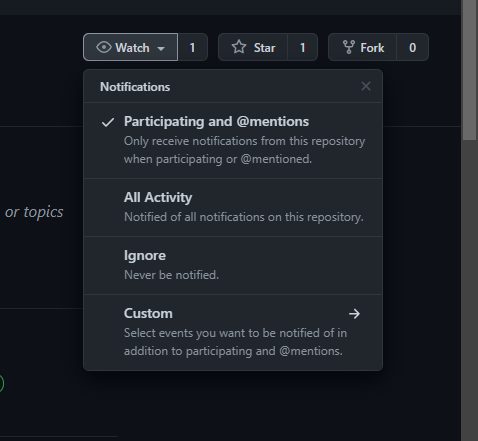 Watch 1 Star 1 Fork 0
Notifications
Participating and @mentions
Only receive notifications from this repository
when participating or @mentioned.
or topics
All Activity
Notified of all notifications on this repository.
Ignore
Never be notified.
Custom
Select events you want to be notified of in
addition to participating and @mentions.